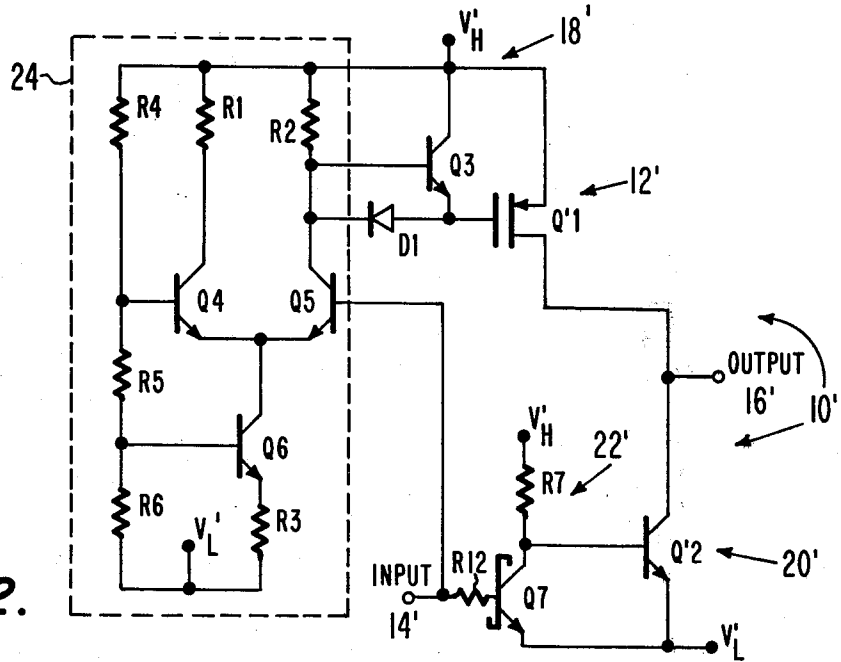 V'H
18'
24
R4
R1
R2
Q3
12'
Q'1
D1
Q4
Q5
OUTPUT
16'
10'
R5
V'H
22'
Q6
R7
R6
R3
VL'
R12
Q'2
20'
INPUT
14'
Q7
2.
V'L